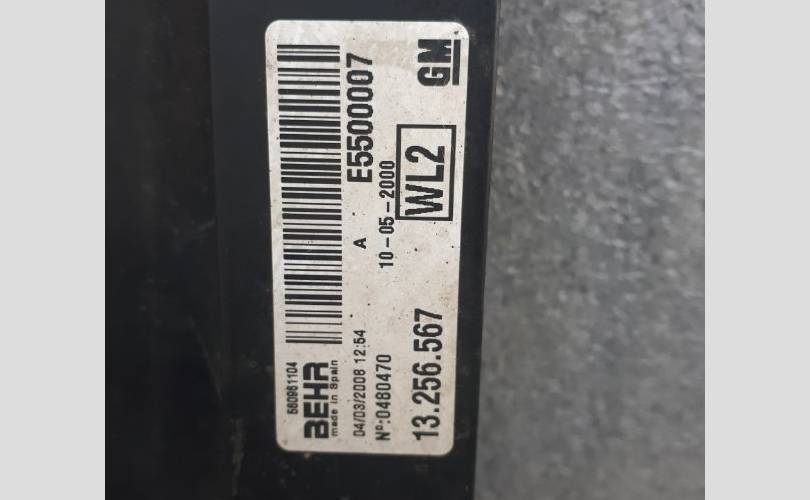 560961104
BEHR
made in Spain
E5500007
GM
04/03/2008 12:54
A
10-05-2000
WL2
Nº:0480470
13.256.567